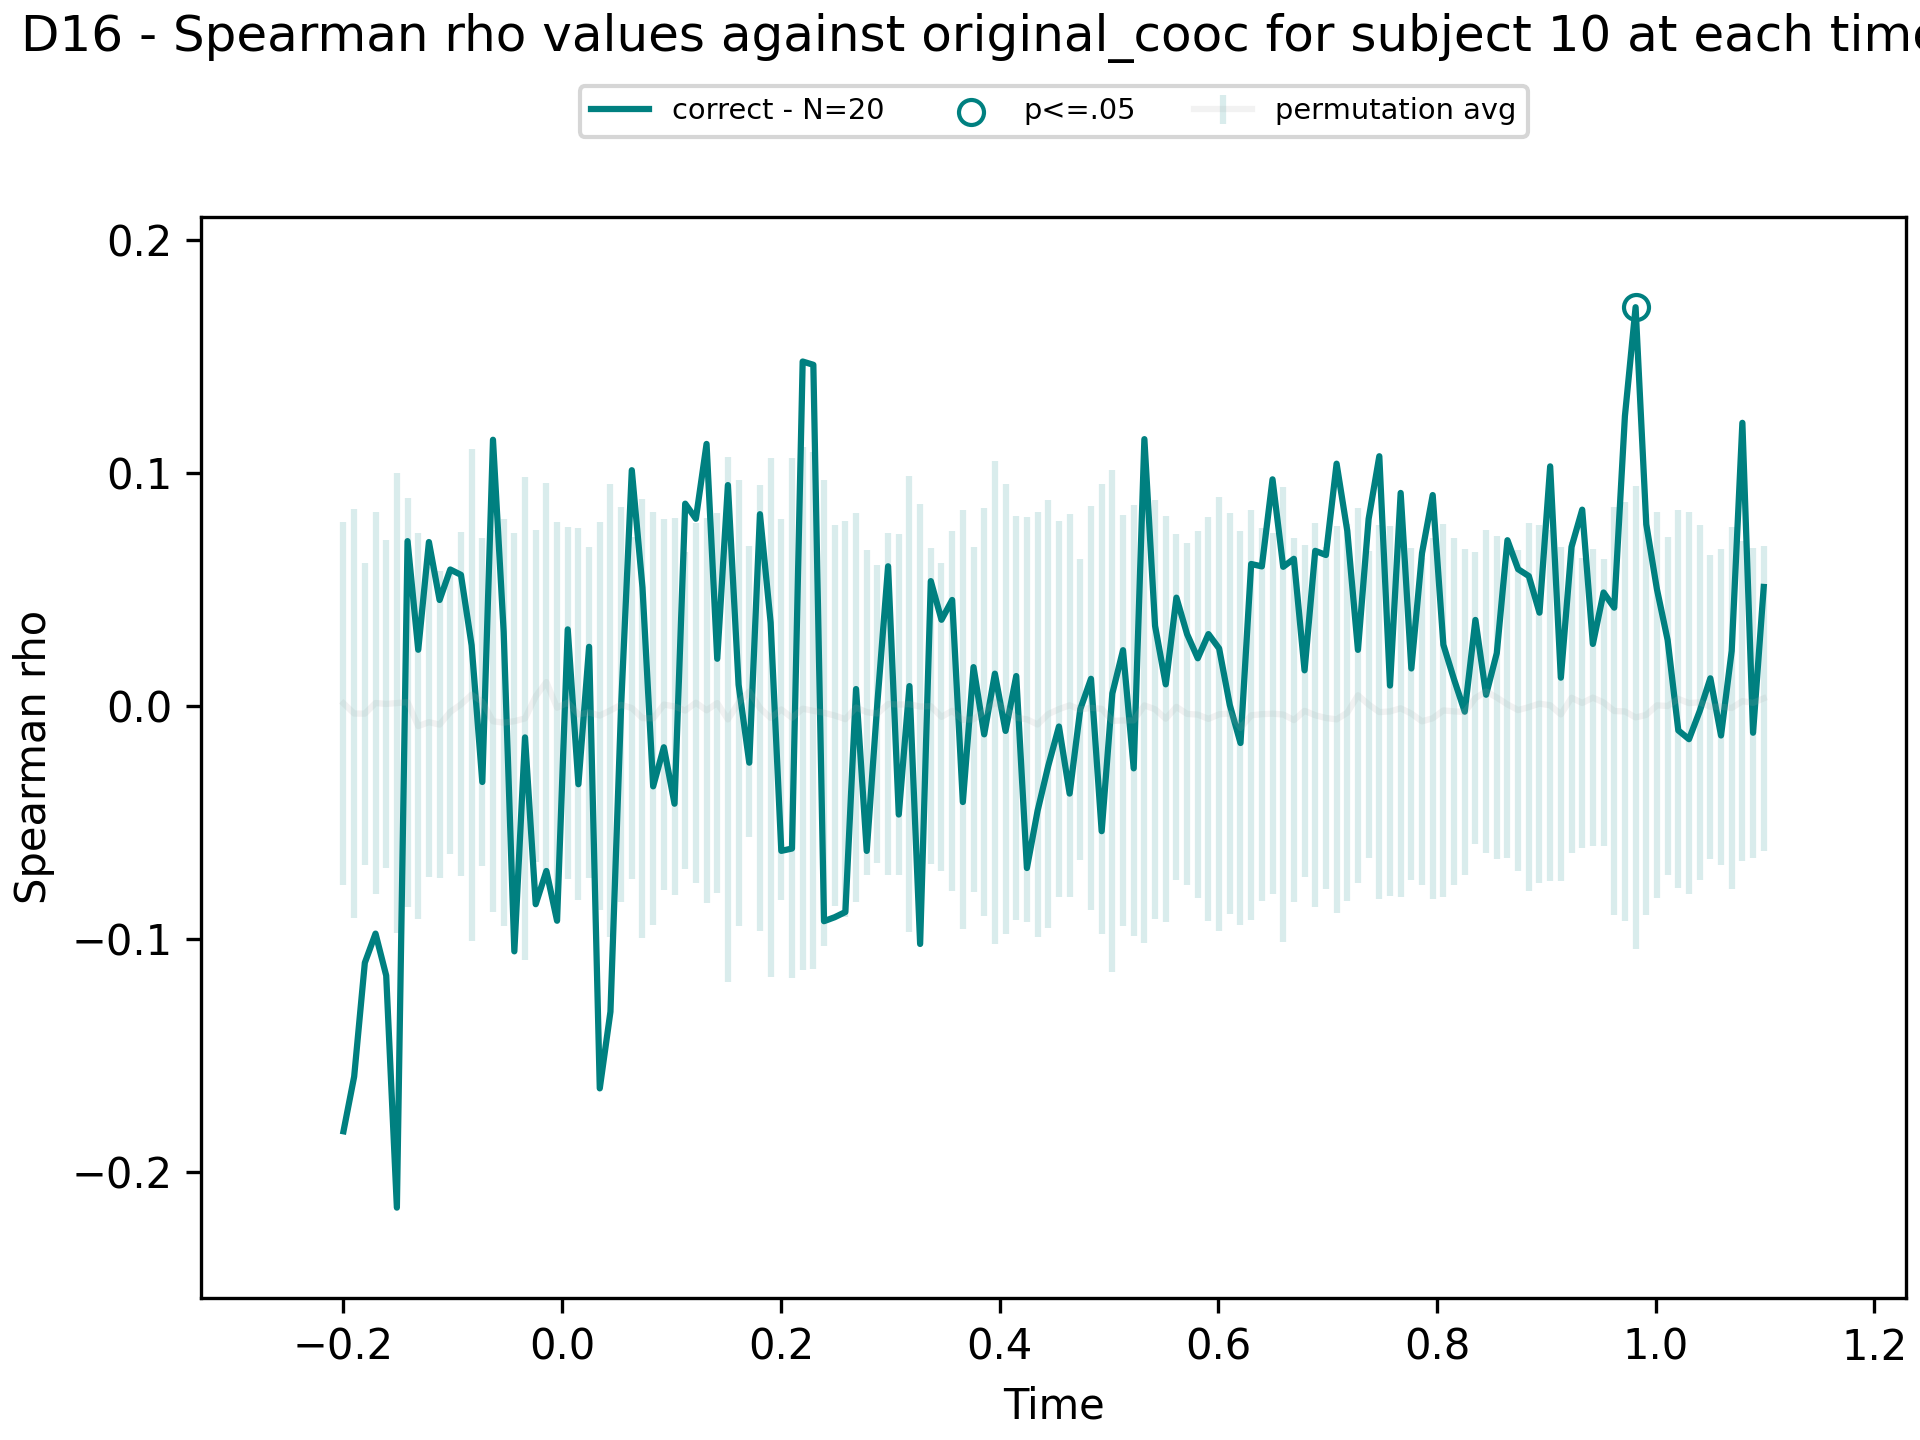 D16 - Spearman rho values against original_cooc for subject 10 at each time
correct - N=20 p<=.05 permutation avg
0.2
0.1
0.0
−0.1
−0.2
Spearman rho
−0.2 0.0 0.2 0.4 0.6 0.8 1.0 1.2
Time